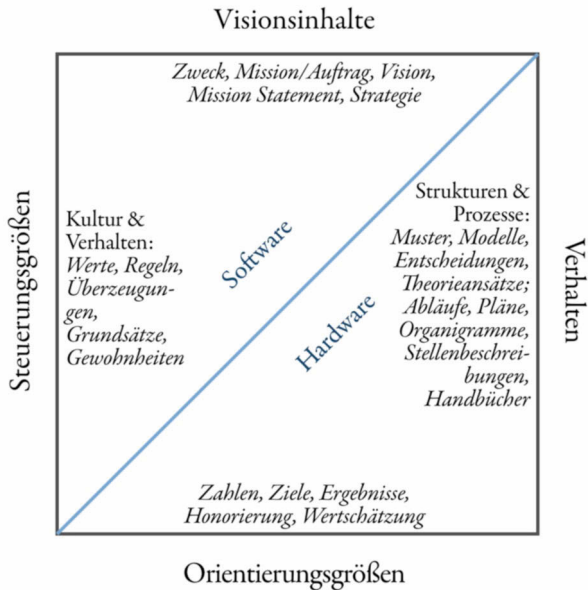 Visionsinhalte
Zweck, Mission/Auftrag, Vision,
Mission Statement, Strategie
Steuerungsgrößen
Kultur &
Verhalten:
Werte, Regeln,
Überzeugun-
gen,
Grundsätze,
Gewohnheiten
Software
Hardware
Strukturen &
Prozesse:
Muster, Modelle,
Entscheidungen,
Theorieansätze;
Abläufe, Pläne,
Organigramme,
Stellenbeschrei-
bungen,
Handbücher
Verhalten
Zahlen, Ziele, Ergebnisse,
Honorierung, Wertschätzung
Orientierungsgrößen